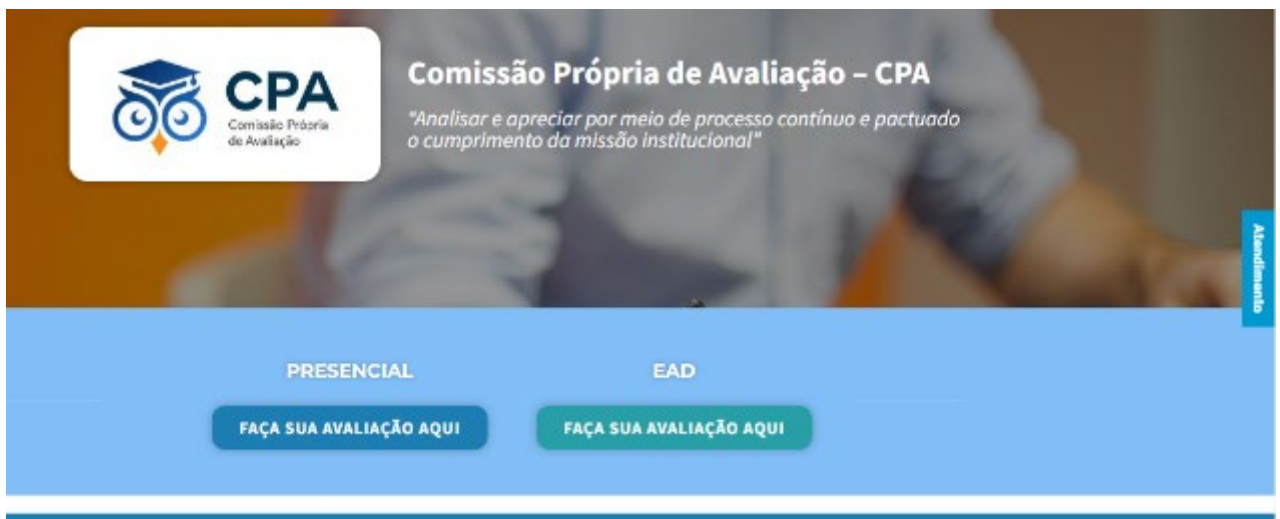 CPA
Comissão Própria
de Avaliação
Comissão Própria de Avaliação – CPA
"Analisar e apreciar por meio de processo contínuo e pactuado
o cumprimento da missão institucional"
Atendimento
PRESENCIAL
EAD
FAÇA SUA AVALIAÇÃO AQUI
FAÇA SUA AVALIAÇÃO AQUI